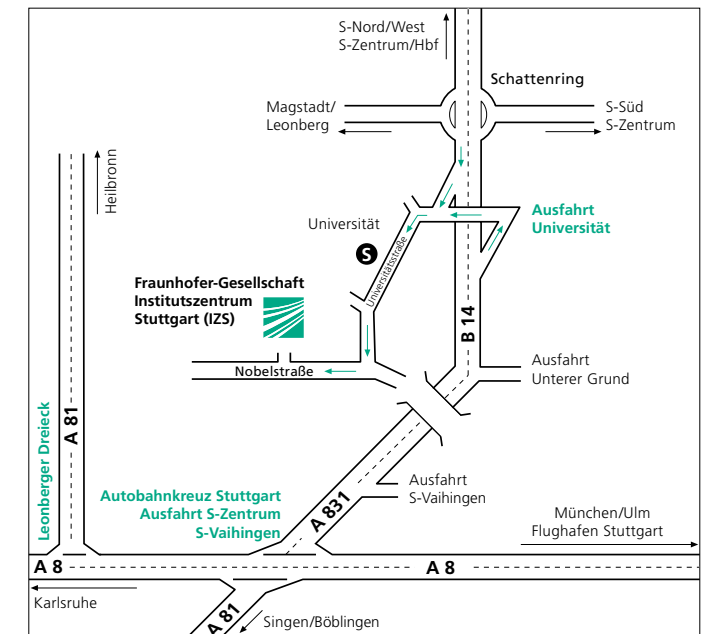 S-Nord/West
S-Zentrum/Hbf
Schattenring
Magstadt/
Leonberg
S-Süd
S-Zentrum
Heilbronn
Ausfahrt
Universität
Universität
S
Universitätsstraße
Fraunhofer-Gesellschaft
Institutszentrum
Stuttgart (IZS)
B 14
Nobelstraße
Ausfahrt
Unterer Grund
A 81
Leonberger Dreieck
Autobahnkreuz Stuttgart
Ausfahrt S-Zentrum
S-Vaihingen
A 831
Ausfahrt
S-Vaihingen
München/Ulm
Flughafen Stuttgart
A 8
A 8
Karlsruhe
A 81
Singen/Böblingen